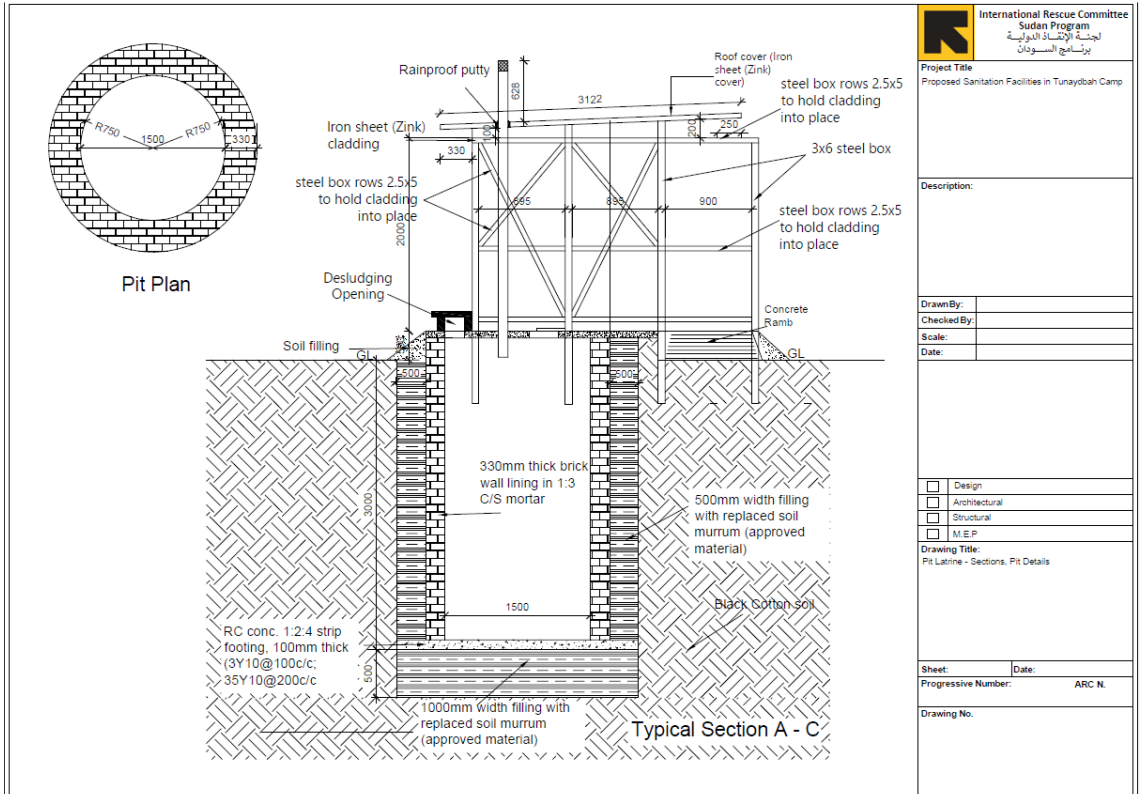 R750
1500
R750
330
Pit Plan
Rainproof putty
628
3122
Roof cover (Iron
sheet (Zink)
cover)
steel box rows 2.5x5
to hold cladding
into place
Iron sheet (Zink)
cladding
100
200
250
330
3x6 steel box
steel box rows 2.5x5
to hold cladding
into place
695
895
900
2000
steel box rows 2.5x5
to hold cladding
into place
Desludging
Opening
Concrete
Ramb
Soil filling
GL
GL
500
500
330mm thick brick
wall lining in 1:3
C/S mortar
3000
500mm width filling
with replaced soil
murrum (approved
material)
1500
Black Cotton soil
RC conc. 1:2:4 strip
footing, 100mm thick
(3Y10@100c/c;
35Y10@200c/c
500
1000mm width filling with
replaced soil murrum
(approved material)
Typical Section A - C
International Rescue Committee
Sudan Program
لجنـــة الإنقـــاذ الدوليـــة
برنـــامج الســـودان
Project Title
Proposed Sanitation Facilities in Tunaydbah Camp
Description:
DrawnBy:
Checked By:
Scale:
Date:
Design
Architectural
Structural
M.E.P
Drawing Title:
Pit Latrine - Sections, Pit Details
Sheet:
Date:
Progressive Number:
ARC N.
Drawing No.